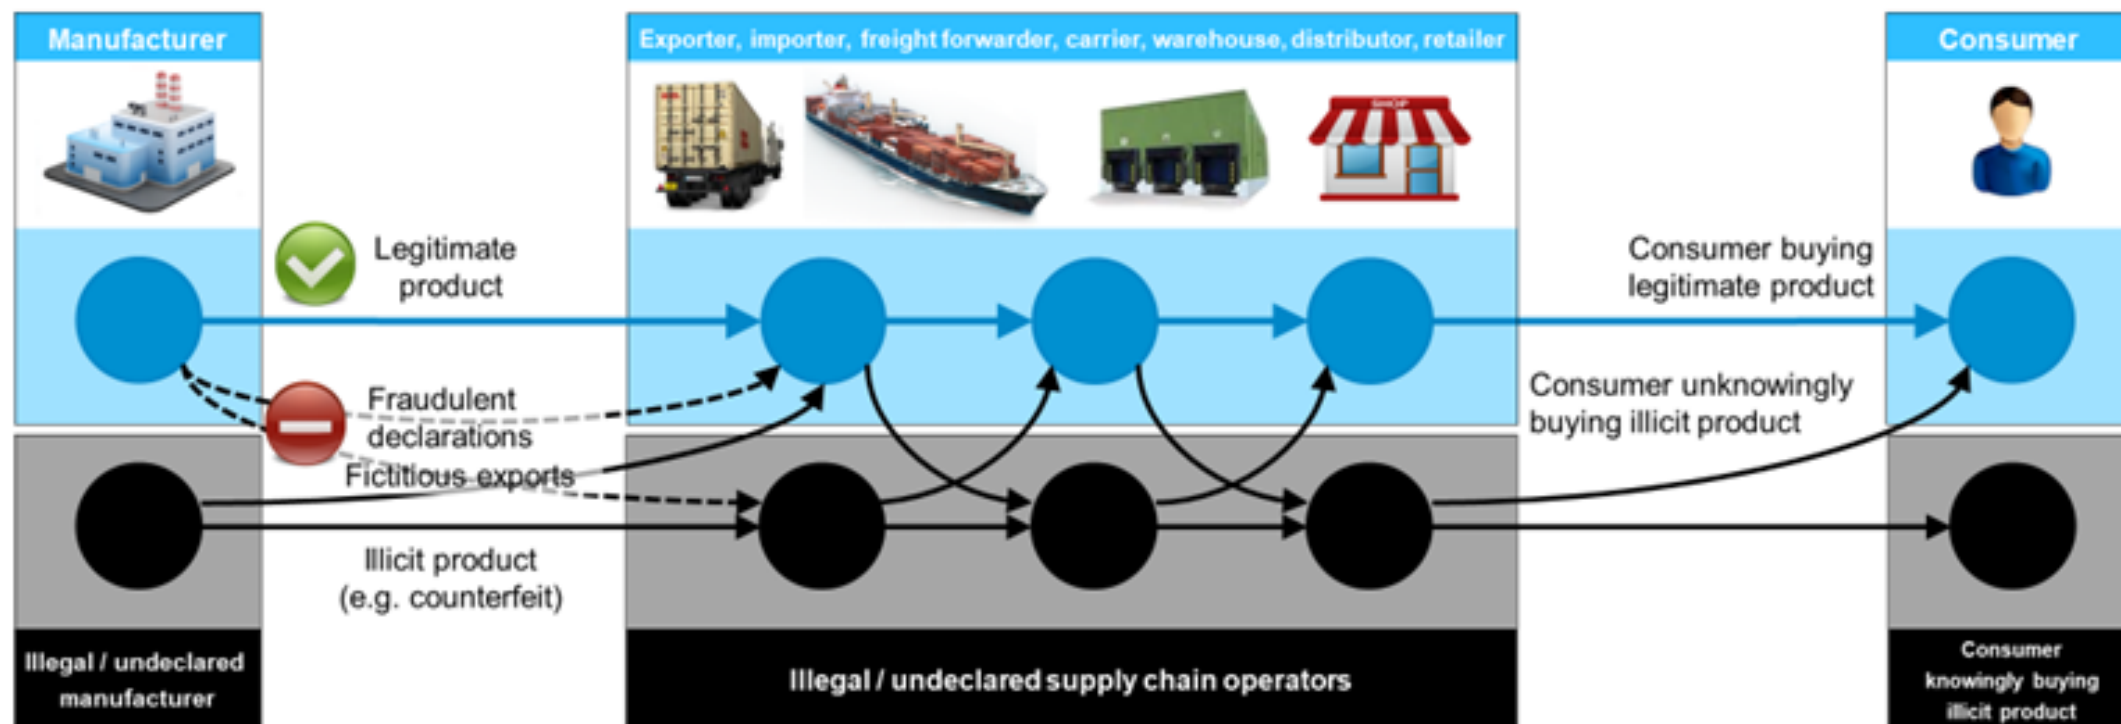 Manufacturer
Exporter, importer, freight forwarder, carrier, warehouse, distributor, retailer
Consumer
SHOP
Legitimate
product
Consumer buying
legitimate product
Fraudulent
declarations
Fictitious exports
Consumer unknowingly
buying illicit product
Illicit product
(e.g. counterfeit)
Illegal / undeclared
manufacturer
Illegal / undeclared supply chain operators
Consumer
knowingly buying
illicit product